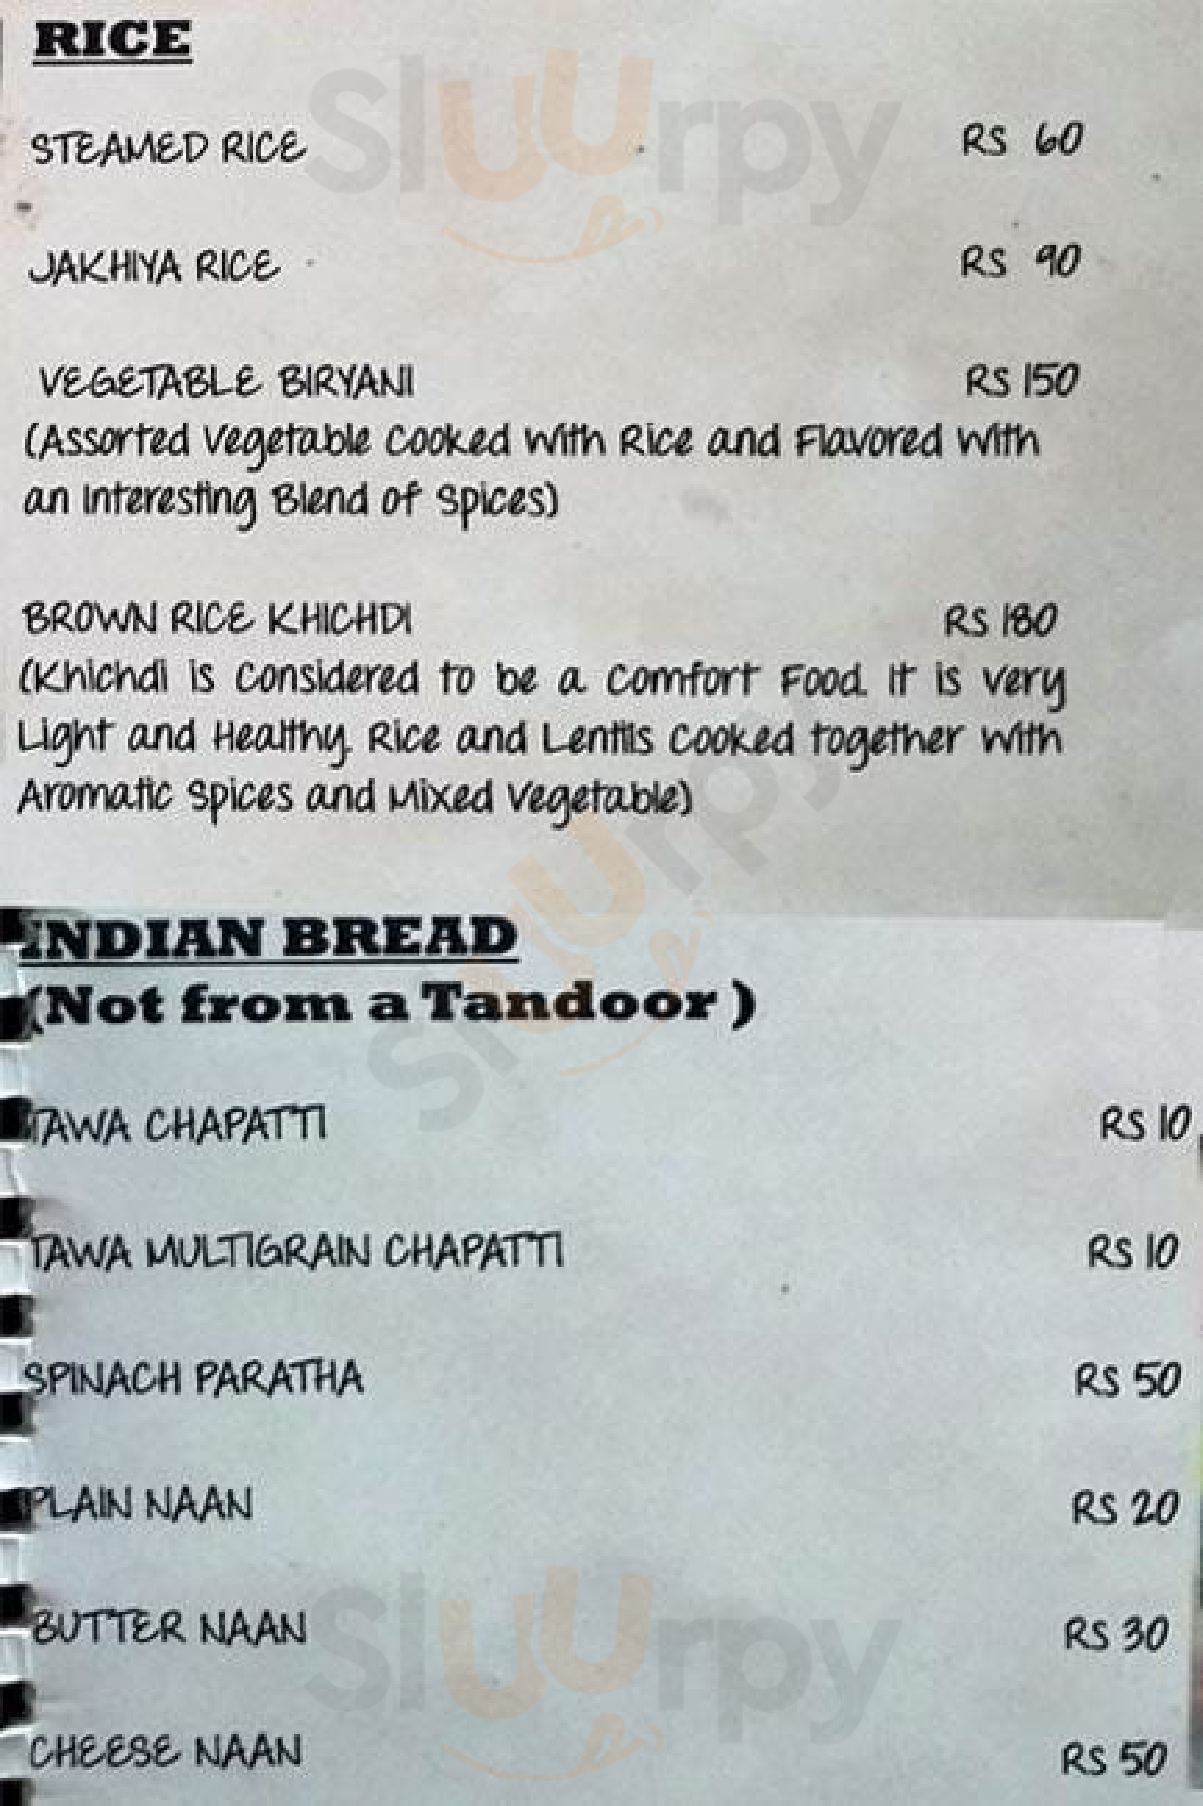 RICE
STEAMED RICE RS 60
JAKHIYA RICE RS 90
VEGETABLE BIRYANI RS 150
(Assorted Vegetable Cooked With Rice and Flavored With
an Interesting Blend of Spices)
BROWN RICE KHICHDI RS 180
(Khichdi is Considered to be a Comfort Food. It is very
Light and Healthy. Rice and Lentils Cooked together with
Aromatic Spices and Mixed Vegetable)
INDIAN BREAD
(Not from a Tandoor )
TAWA CHAPATTI RS 10
TAWA MULTIGRAIN CHAPATTI RS 10
SPINACH PARATHA RS 50
PLAIN NAAN RS 20
BUTTER NAAN RS 30
CHEESE NAAN RS 50
Sluurpy
Sluurpy
Sluurpy